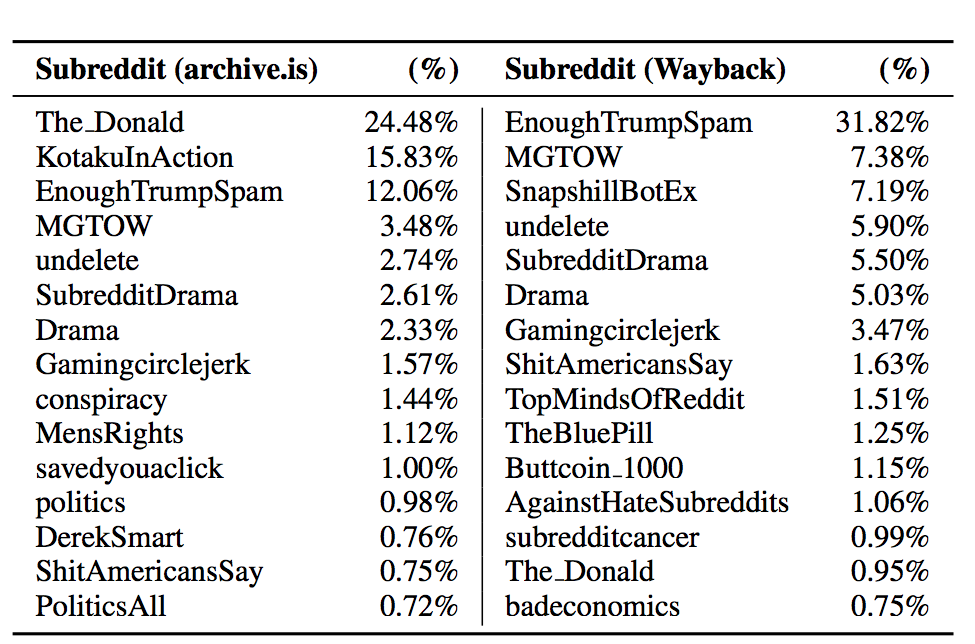 Subreddit (archive.is) (%) Subreddit (Wayback) (%)
The_Donald 24.48% EnoughTrumpSpam 31.82%
KotakuInAction 15.83% MGTOW 7.38%
EnoughTrumpSpam 12.06% SnapshillBotEx 7.19%
MGTOW 3.48% undelete 5.90%
undelete 2.74% SubredditDrama 5.50%
SubredditDrama 2.61% Drama 5.03%
Drama 2.33% Gamingcirclejerk 3.47%
Gamingcirclejerk 1.57% ShitAmericansSay 1.63%
conspiracy 1.44% TopMindsOfReddit 1.51%
MensRights 1.12% TheBluePill 1.25%
savedyouaclick 1.00% Buttcoin_1000 1.15%
politics 0.98% AgainstHateSubreddits 1.06%
DerekSmart 0.76% subredditcancer 0.99%
ShitAmericansSay 0.75% The_Donald 0.95%
PoliticsAll 0.72% badeconomics 0.75%